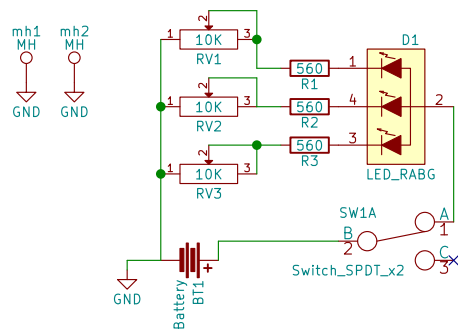 mh1
MH
GND
mh2
MH
GND
2
1
10K
3
RV1
2
1
10K
3
RV2
2
1
10K
3
RV3
560
R1
560
R2
560
R3
D1
1
4
3
2
LED_RABG
SW1A
B
2
A
1
C
3
Switch_SPDT_x2
GND
Battery
BT1
+